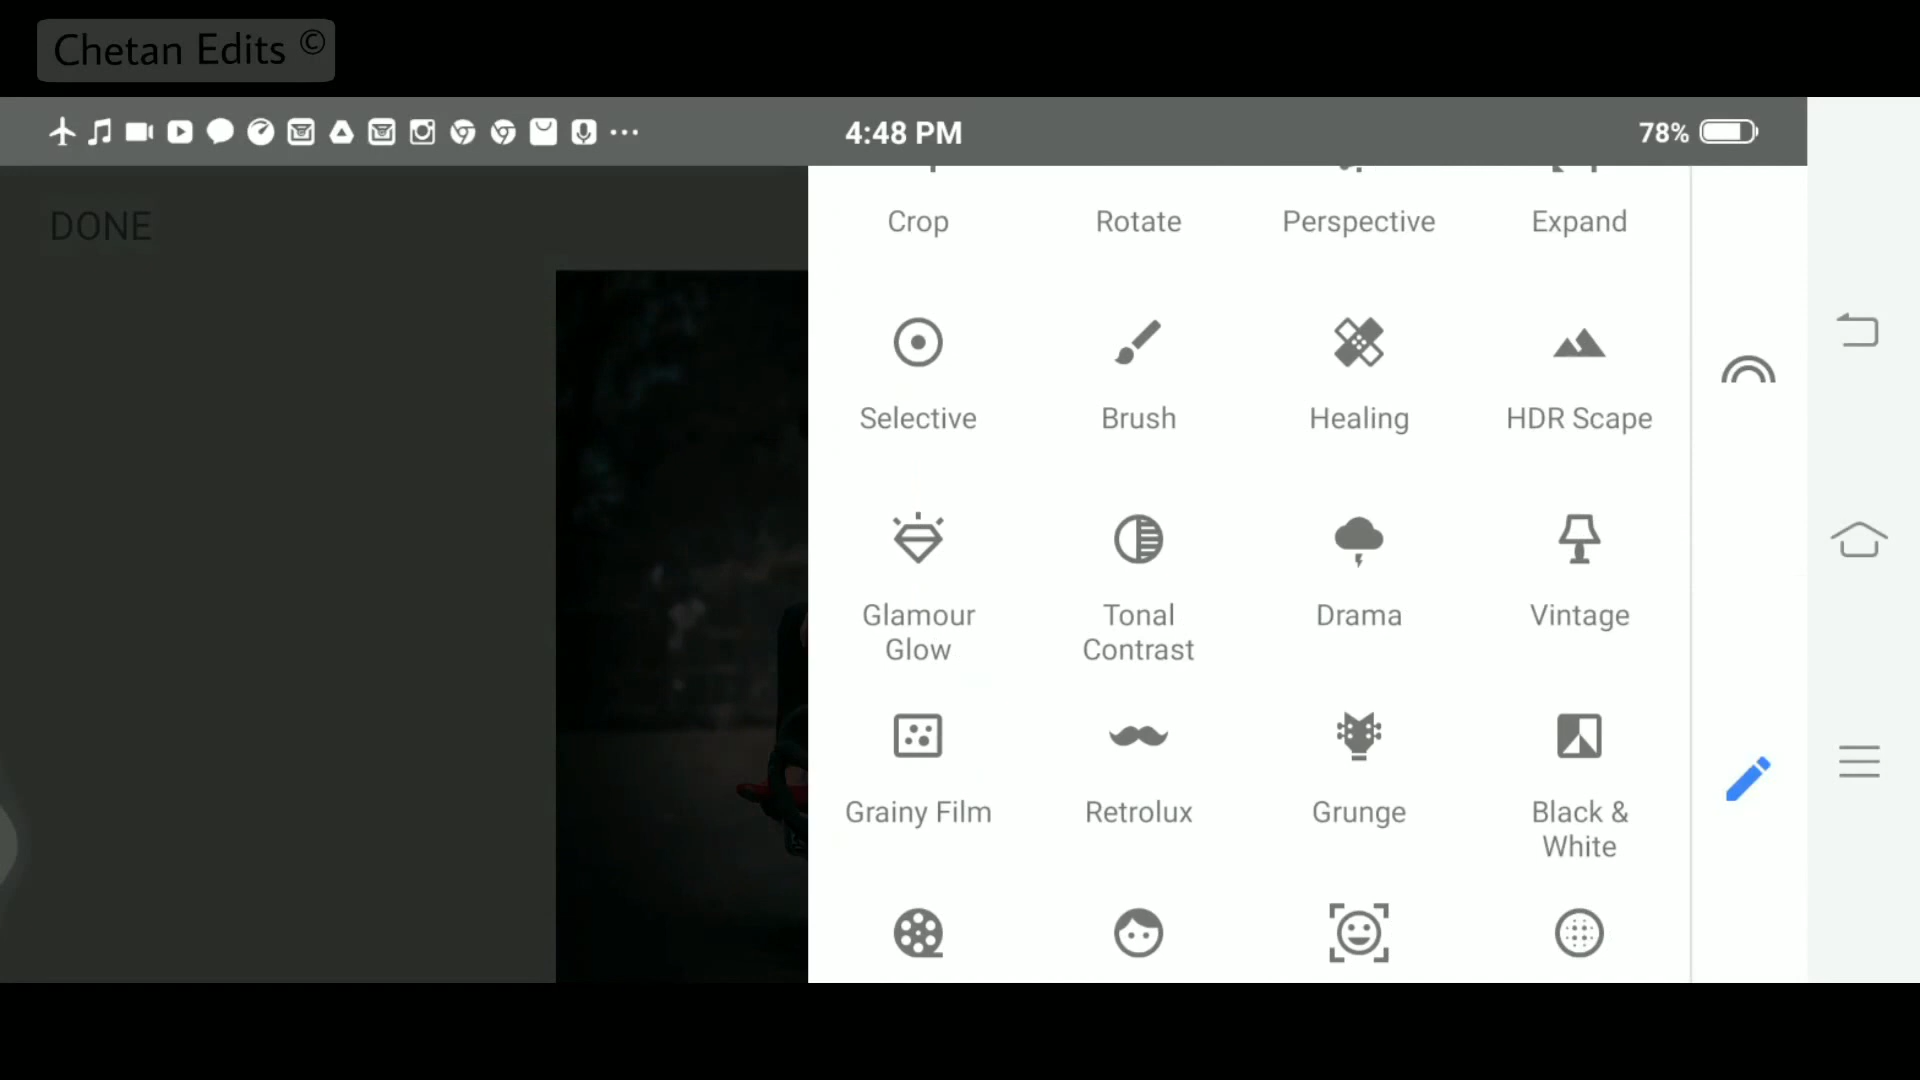 Chetan Edits ©
4:48 PM
78%
DONE
Crop Rotate Perspective Expand
Selective Brush Healing HDR Scape
Glamour Glow
Tonal Contrast
Drama
Vintage
Grainy Film
Retrolux
Grunge
Black & White